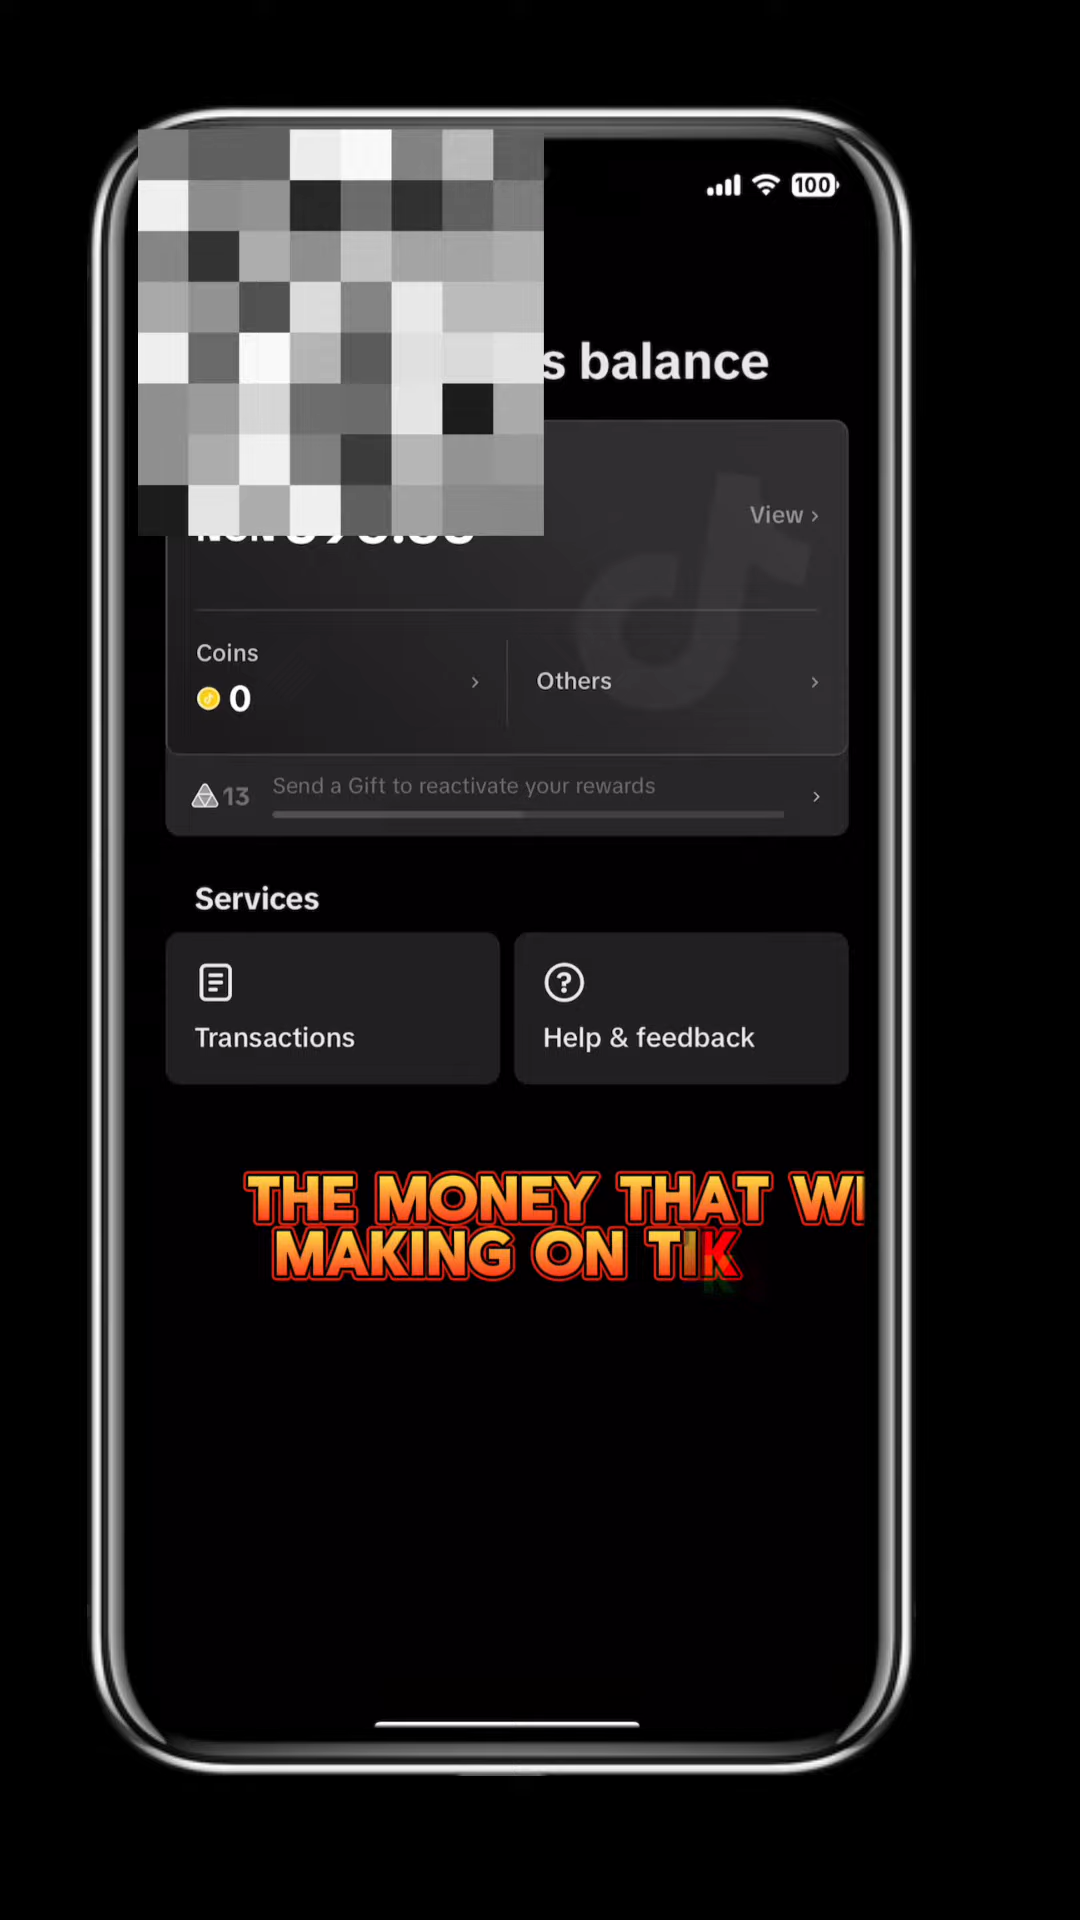 100
balance
View
Coins
0
Others
13 Send a Gift to reactivate your rewards
Services
Transactions
Help & feedback
THE MONEY THAT
MAKING ON TIK